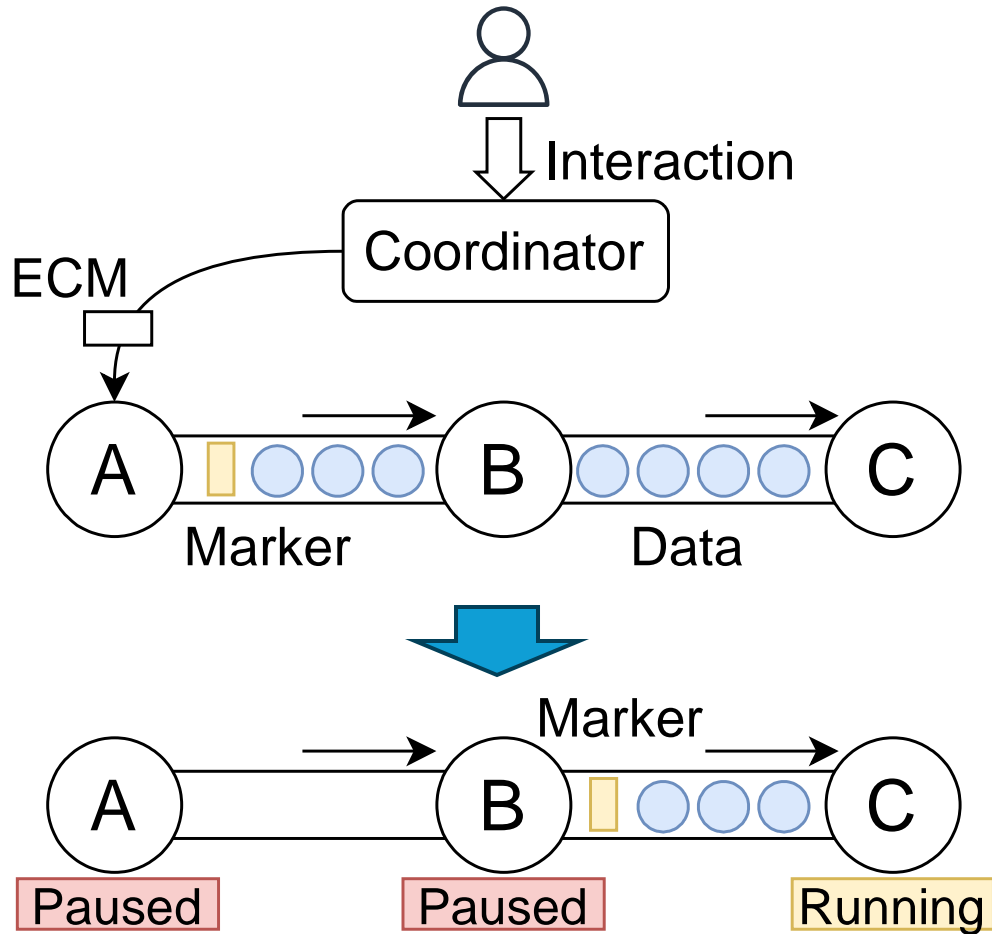 Interaction
Coordinator
ECM
A
B
C
Marker
Data
Marker
A
B
C
Paused
Paused
Running